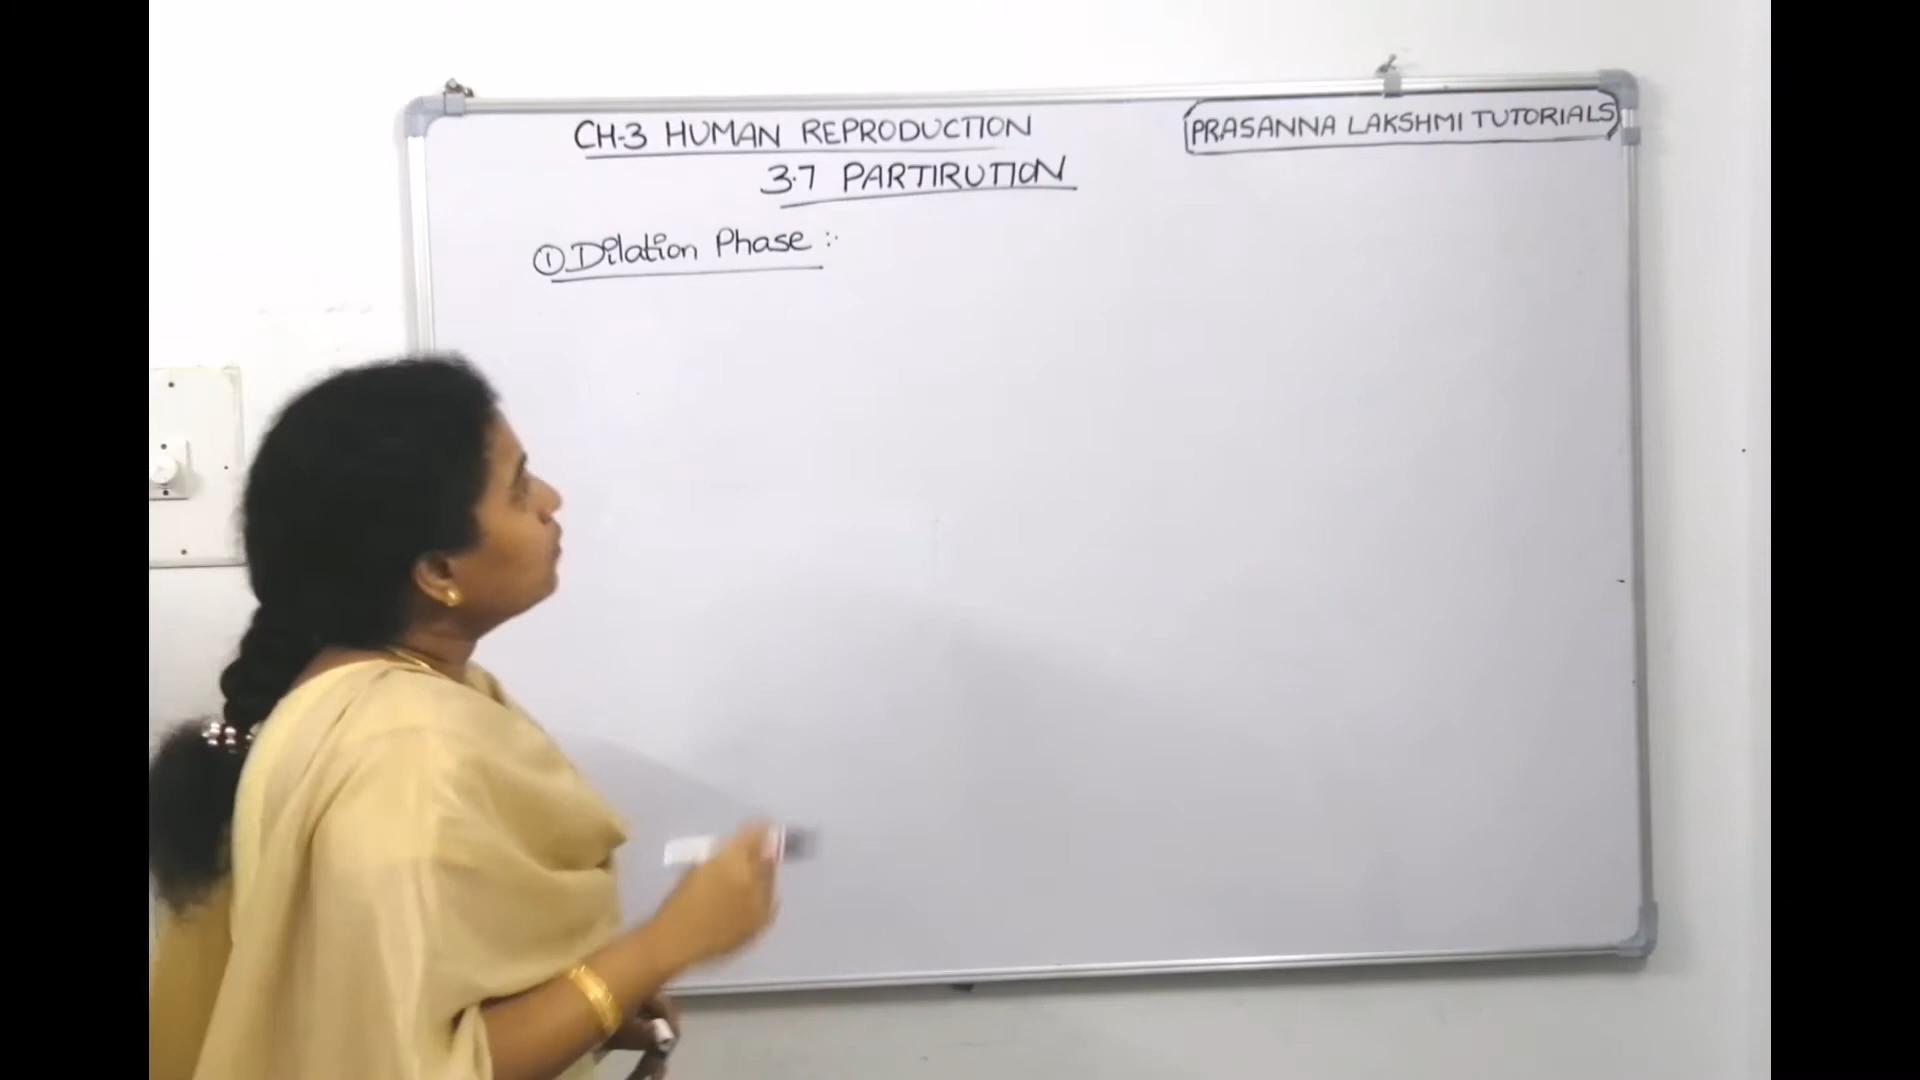 CH-3 HUMAN REPRODUCTION
PRASANNA LAKSHMI TUTORIALS
3.7 PARTIRUTION
① Dilation Phase :-